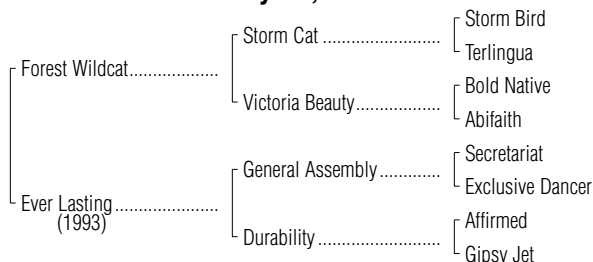 Storm Bird
Storm Cat
Terlingua
Forest Wildcat
Bold Native
Victoria Beauty
Abifaith
Secretariat
General Assembly
Exclusive Dancer
Ever Lasting
(1993)
Affirmed
Durability
Gipsy Jet